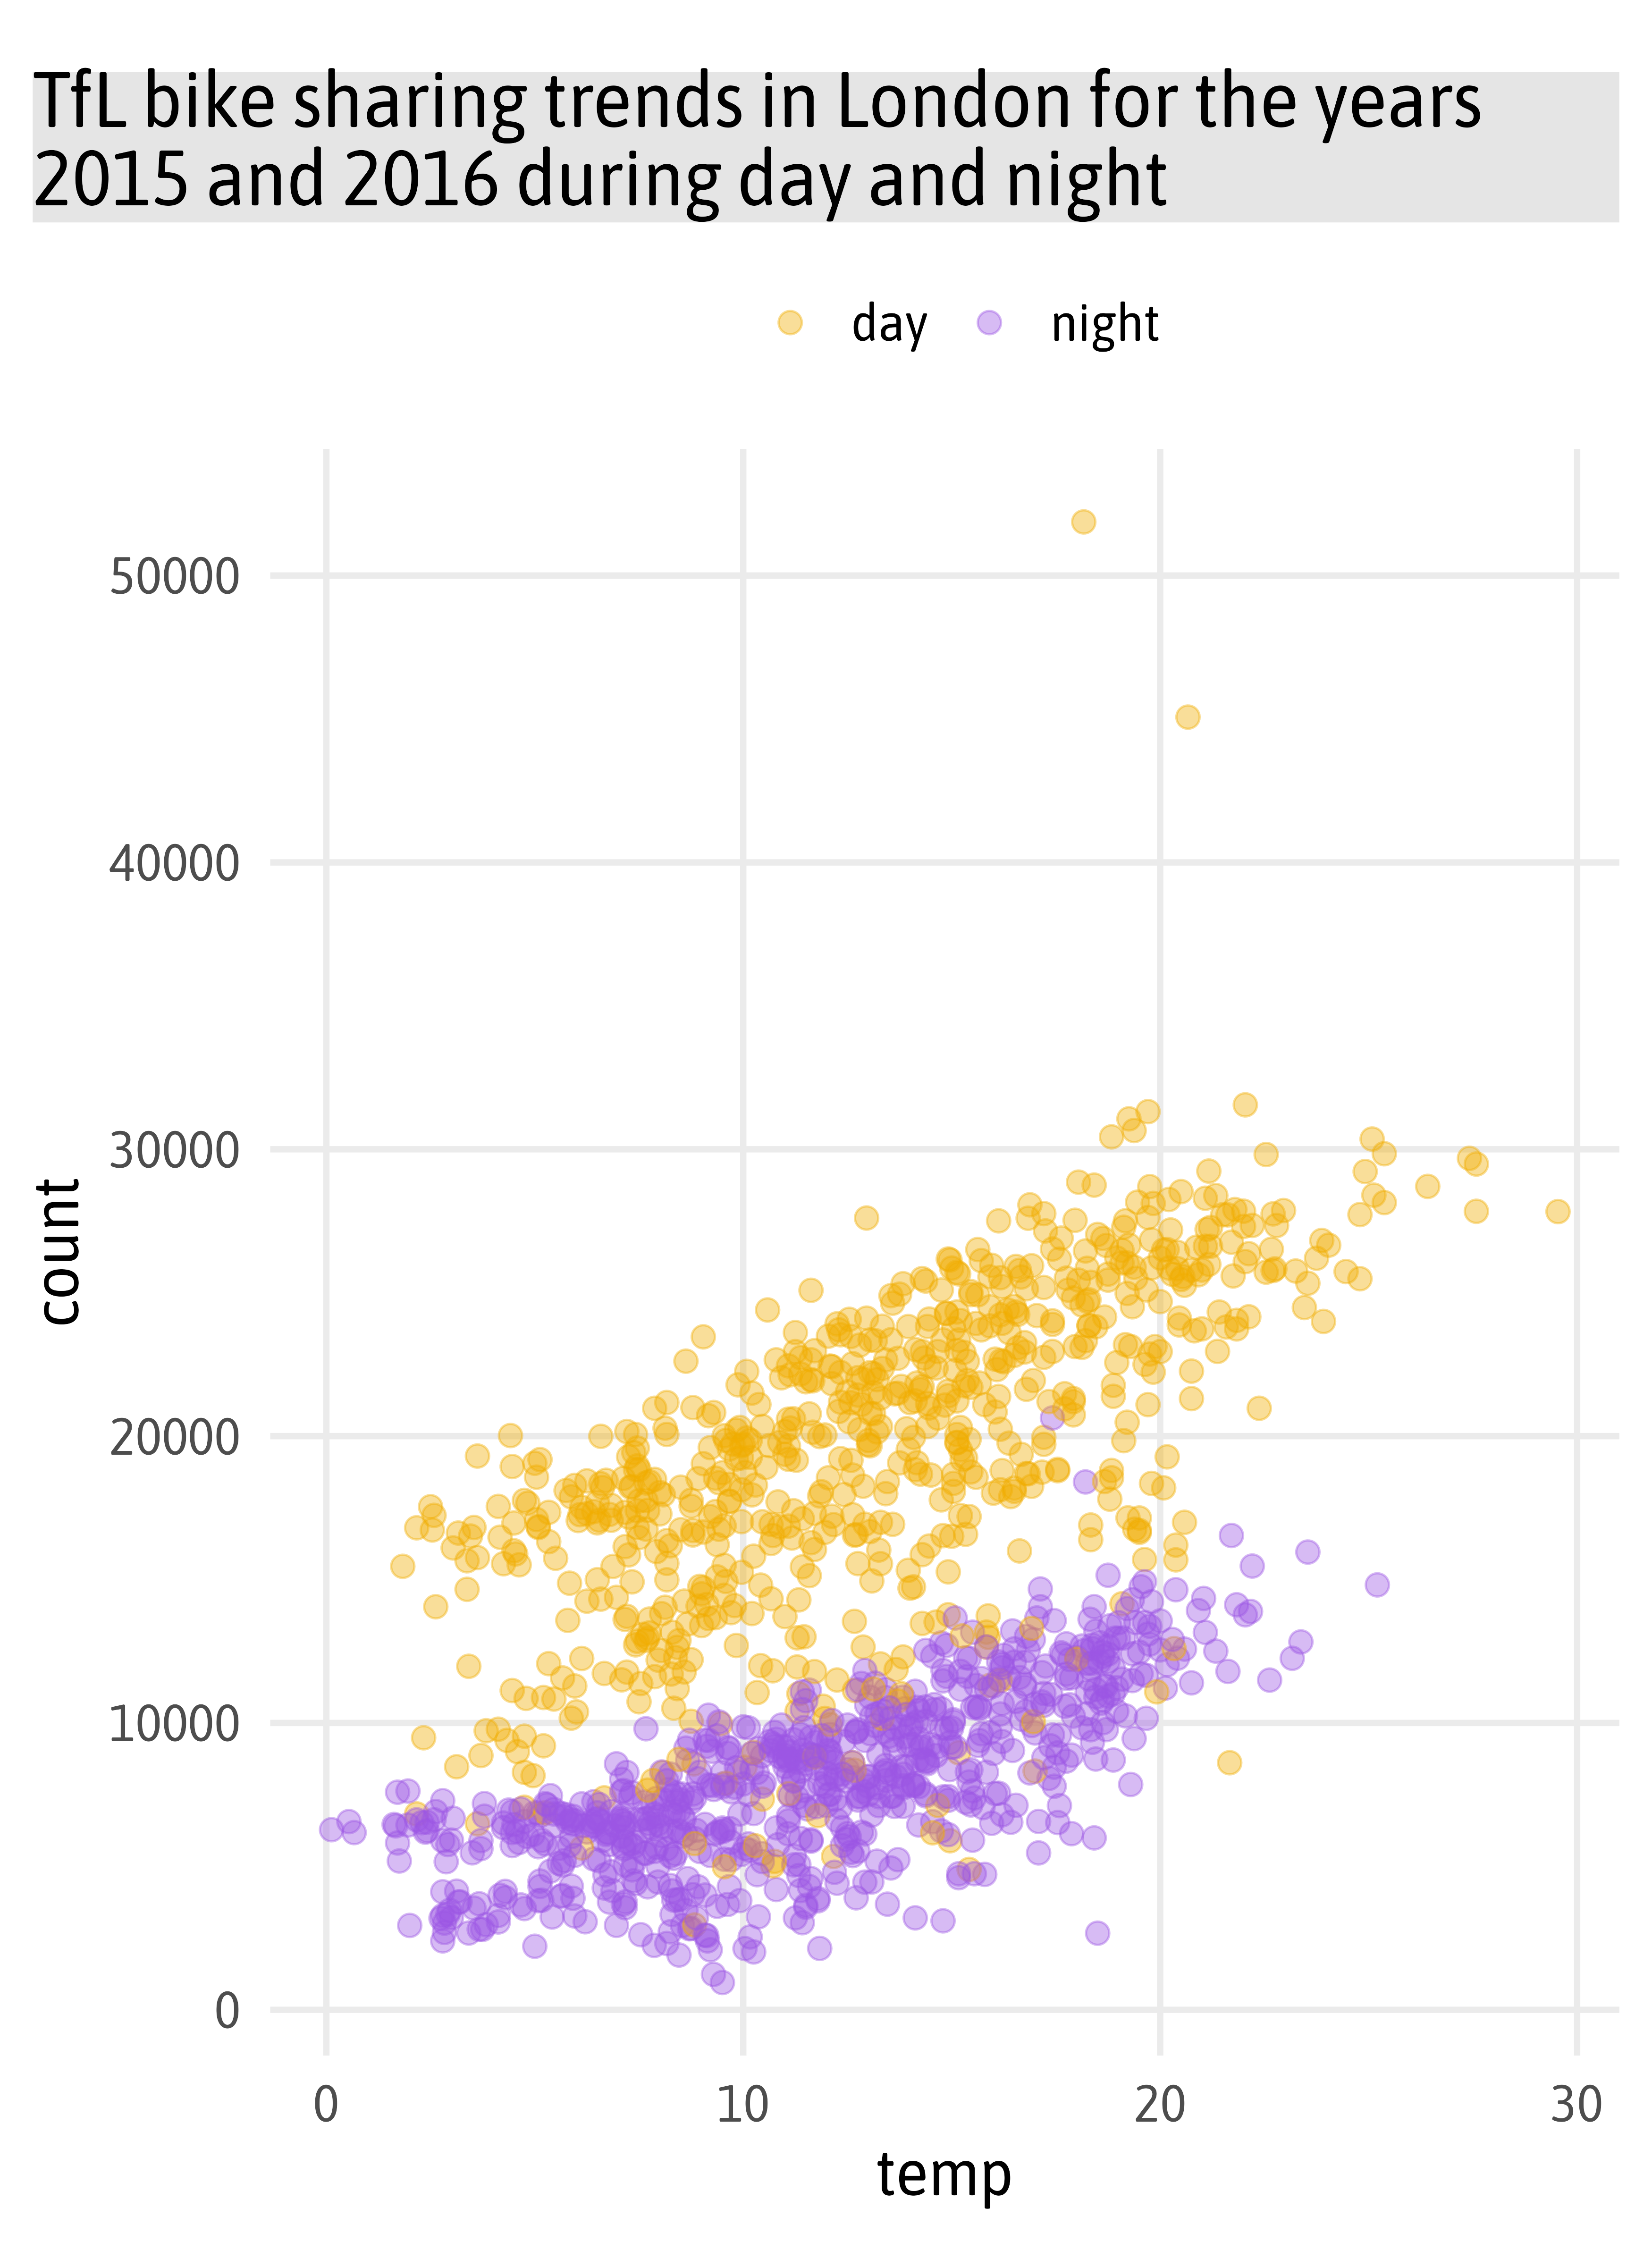 TfL bike sharing trends in London for the years
2015 and 2016 during day and night
day night
50000
40000
30000
count
20000
10000
0
0 10 20 30
temp